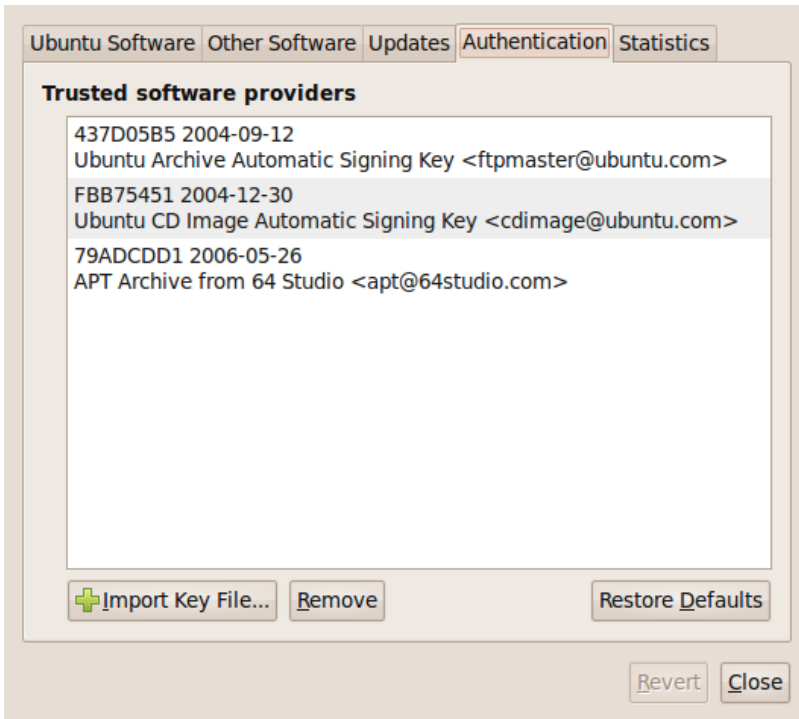 Ubuntu Software Other Software Updates Authentication Statistics
Trusted software providers
437D05B5 2004-09-12
Ubuntu Archive Automatic Signing Key <ftpmaster@ubuntu.com>
FBB75451 2004-12-30
Ubuntu CD Image Automatic Signing Key <cdimage@ubuntu.com>
79ADCDD1 2006-05-26
APT Archive from 64 Studio <apt@64studio.com>
Import Key File... Remove Restore Defaults
Revert Close